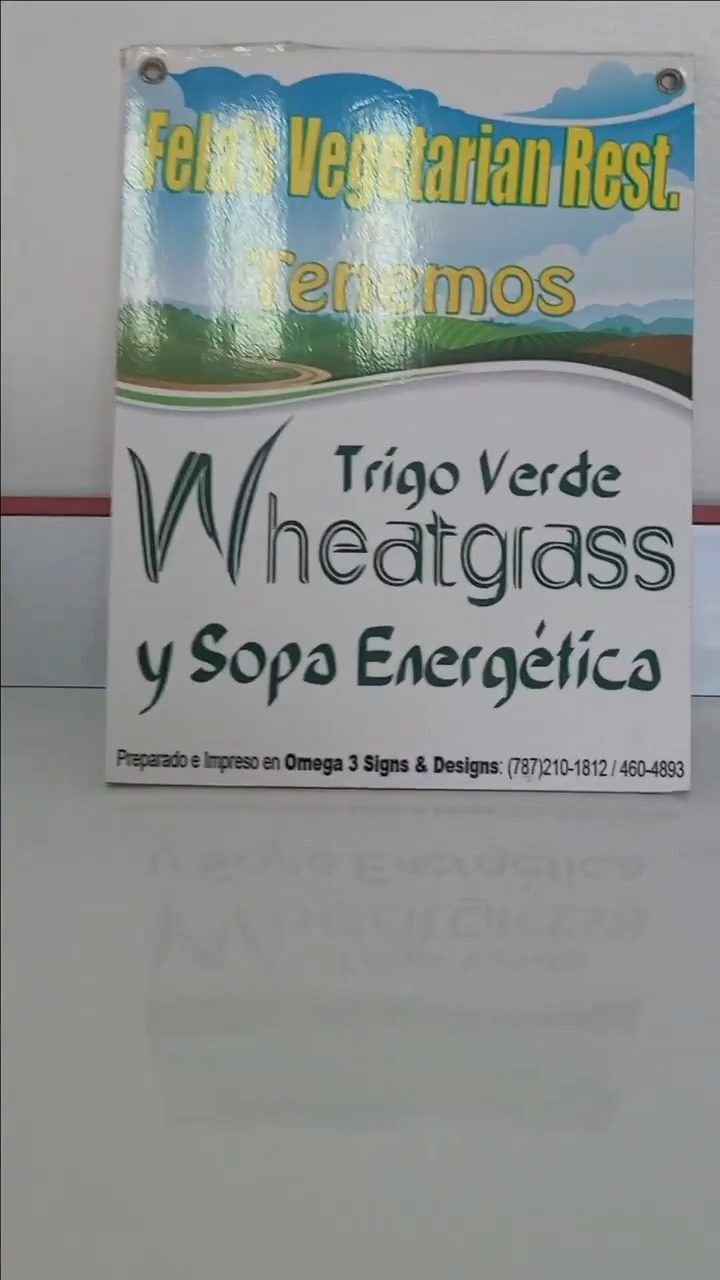 Fela's Vegetarian Rest.
Tenemos
Trigo Verde
Wheatgrass
y Sopa Energética
Preparado e Impreso en Omega 3 Signs & Designs: (787)210-1812 / 460-4893